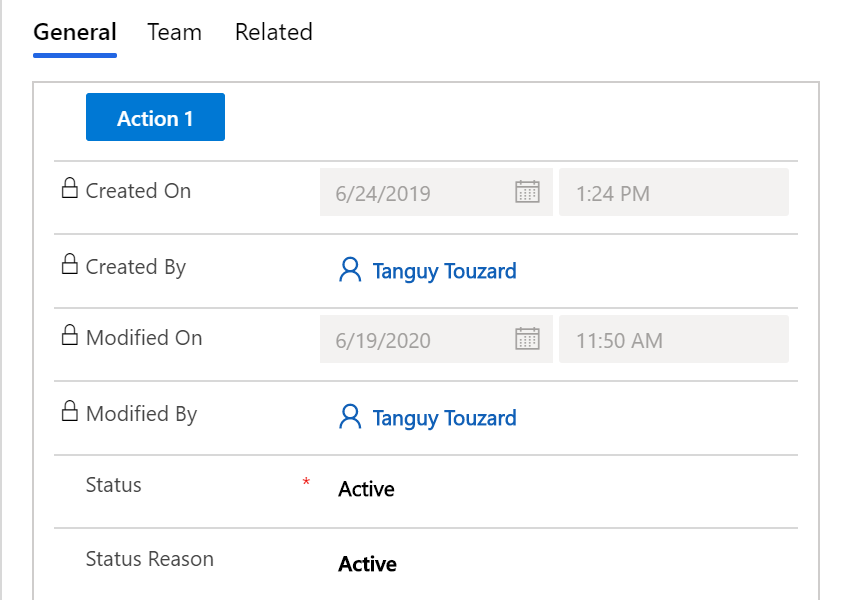 General Team Related
Action 1
Created On 6/24/2019 1:24 PM
Created By Tanguy Touzard
Modified On 6/19/2020 11:50 AM
Modified By Tanguy Touzard
Status * Active
Status Reason Active